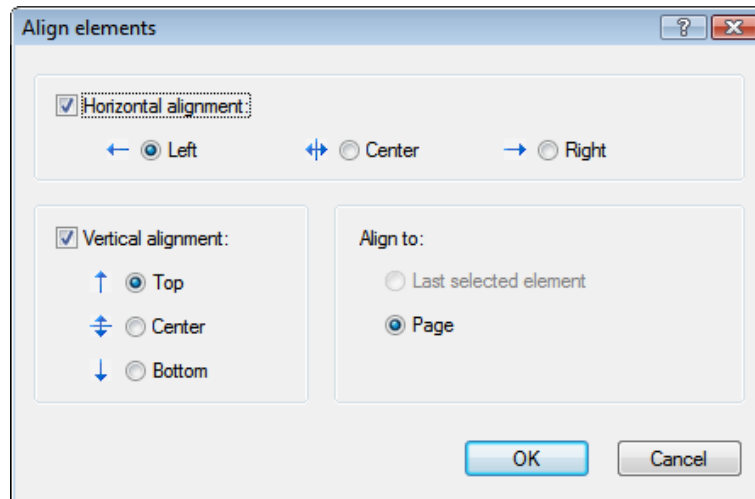 Align elements
Horizontal alignment:
Left Center Right
Vertical alignment:
Top
Center
Bottom
Align to:
Last selected element
Page
OK Cancel